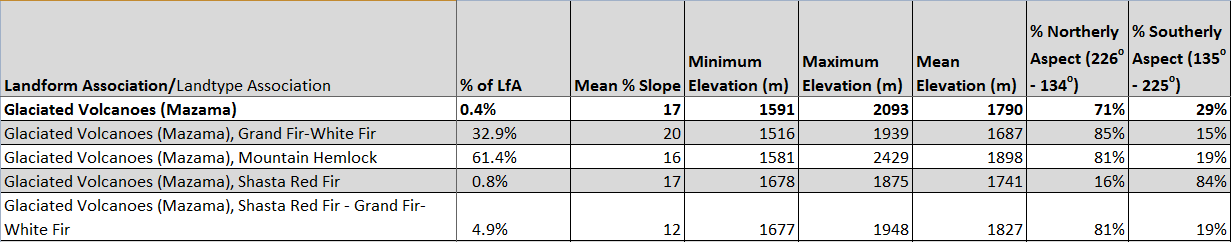 Landform Association/Landtype Association | % of LfA | Mean % Slope | Minimum Elevation (m) | Maximum Elevation (m) | Mean Elevation (m) | % Northerly Aspect (226° - 134°) | % Southerly Aspect (135° - 225°)
Glaciated Volcanoes (Mazama) | 0.4% | 17 | 1591 | 2093 | 1790 | 71% | 29%
Glaciated Volcanoes (Mazama), Grand Fir-White Fir | 32.9% | 20 | 1516 | 1939 | 1687 | 85% | 15%
Glaciated Volcanoes (Mazama), Mountain Hemlock | 61.4% | 16 | 1581 | 2429 | 1898 | 81% | 19%
Glaciated Volcanoes (Mazama), Shasta Red Fir | 0.8% | 17 | 1678 | 1875 | 1741 | 16% | 84%
Glaciated Volcanoes (Mazama), Shasta Red Fir - Grand Fir-White Fir | 4.9% | 12 | 1677 | 1948 | 1827 | 81% | 19%